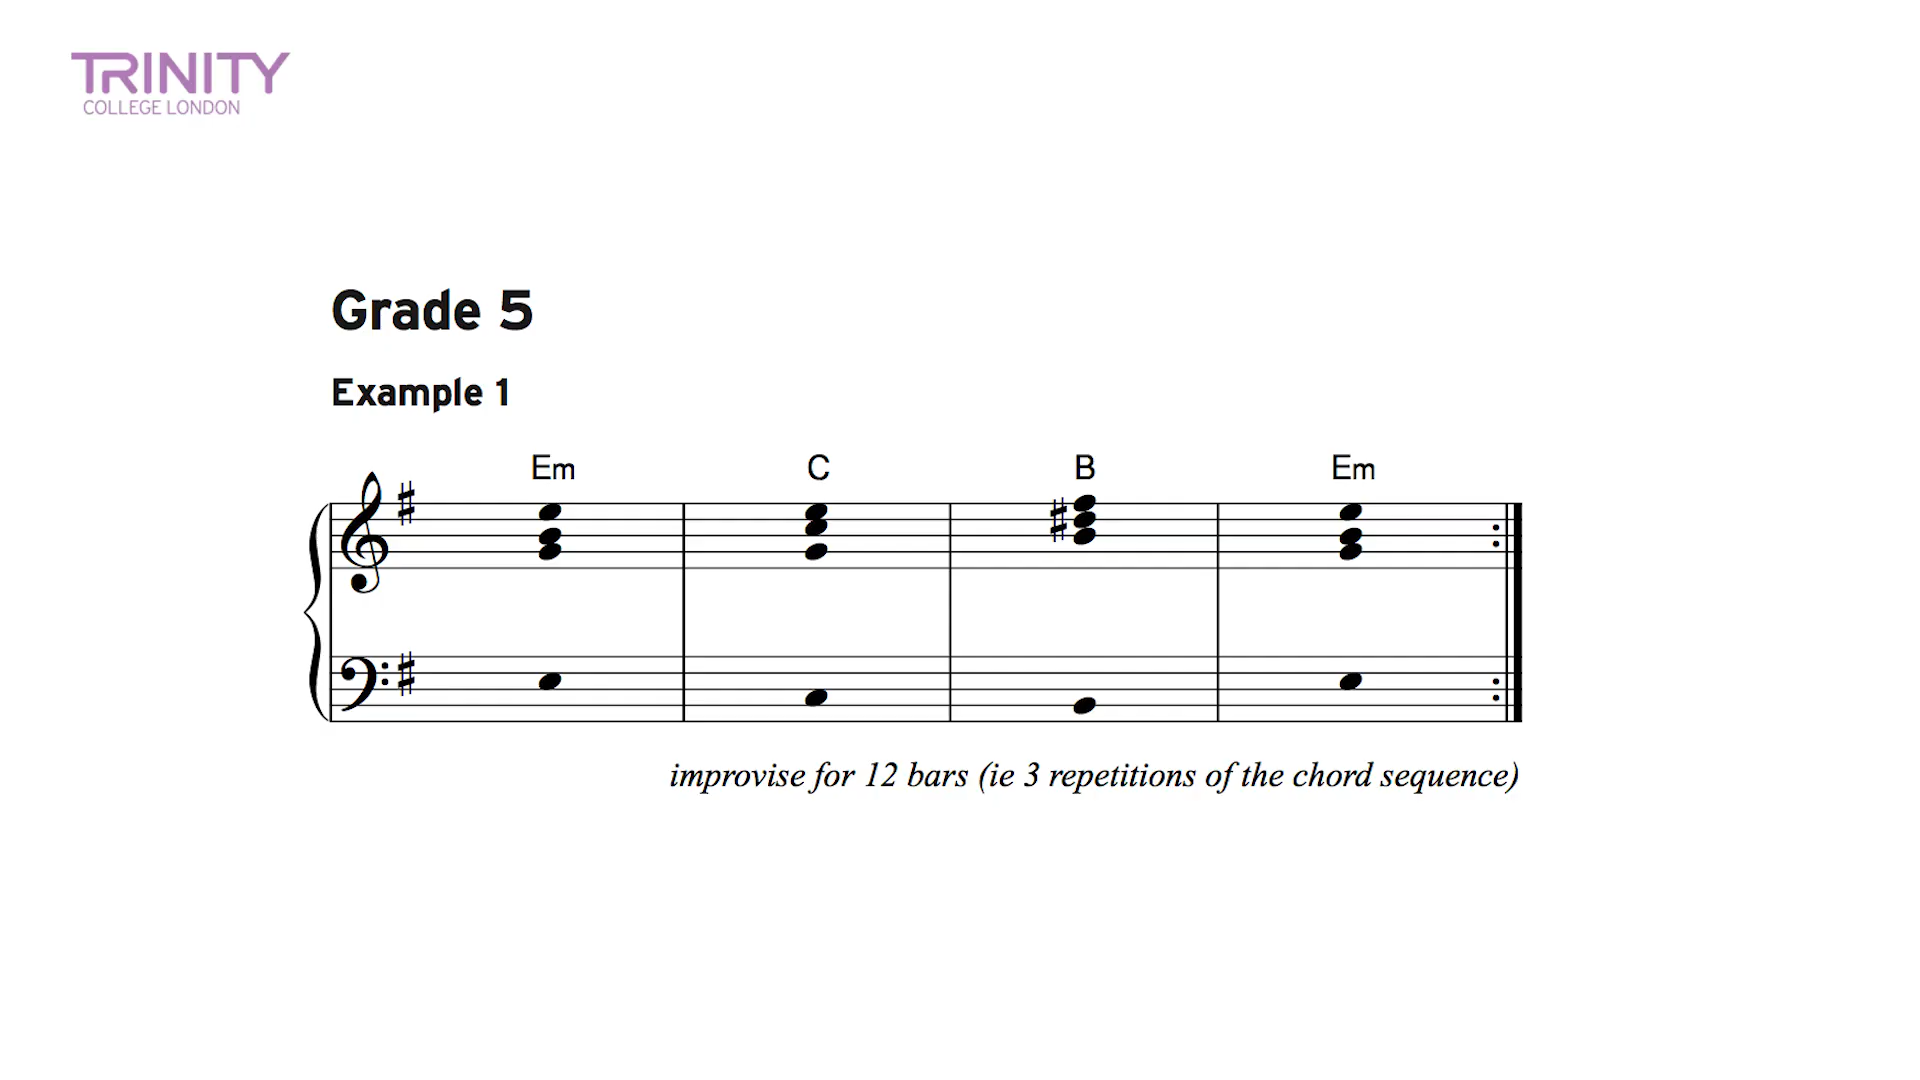 TRINITY
COLLEGE LONDON
Grade 5
Example 1
Em C B Em
improvise for 12 bars (ie 3 repetitions of the chord sequence)